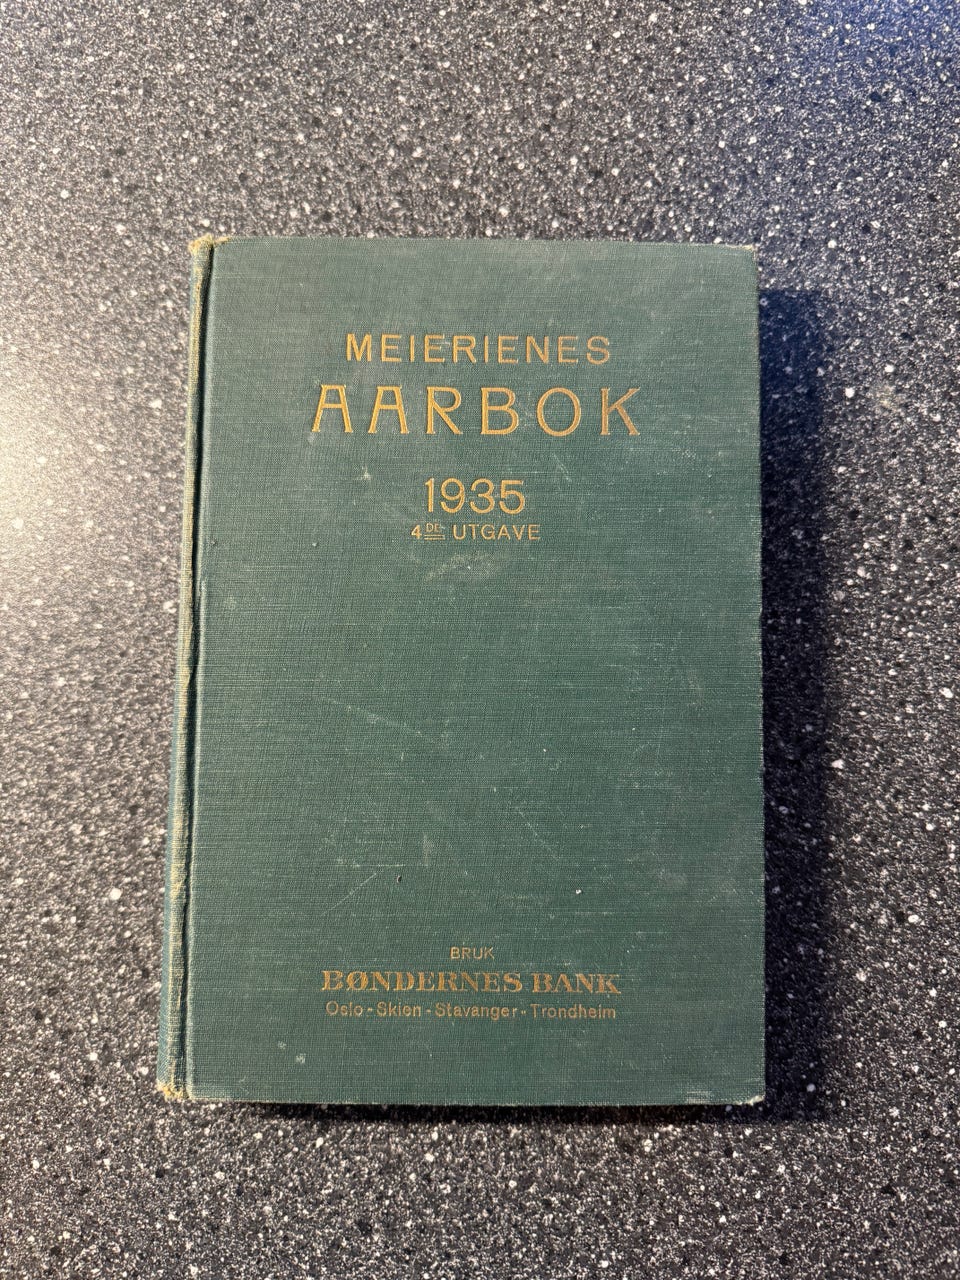 MEIERIENES
AARBOK
1935
4DE UTGAVE
BRUK
BØNDERNES BANK
Oslo - Skien - Stavanger - Trondheim